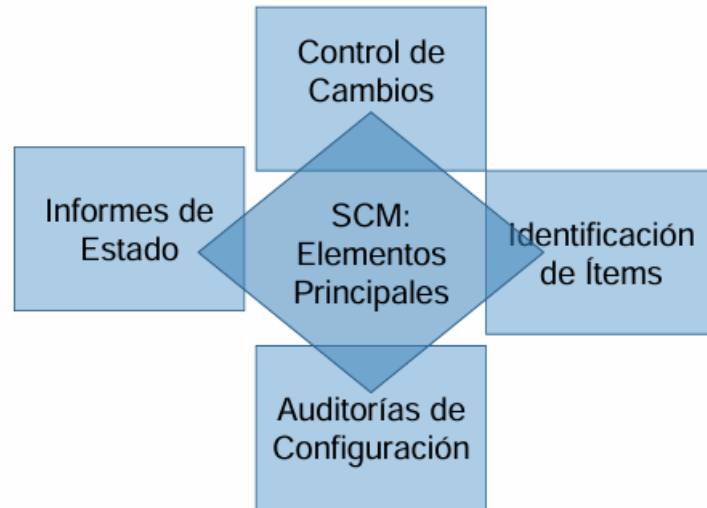 Control de
Cambios
Informes de
Estado
SCM:
Elementos
Principales
Identificación
de Ítems
Auditorías de
Configuración